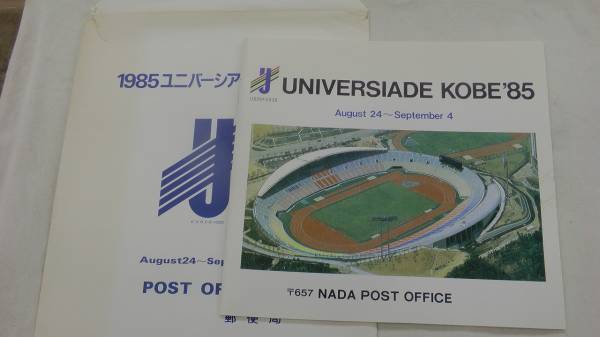 1985ユニバーシア
August24～Sep
POST OF
郵便局
UNIVERSIADE KOBE'85
August 24～September 4
〒657 NADA POST OFFICE